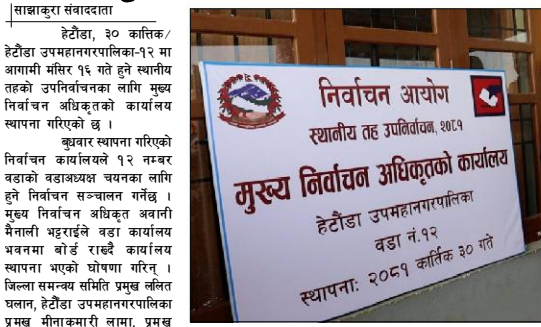 साझाकुरा संवाददाता
हेटौंडा, ३० कात्तिक/
हेटौंडा उपमहानगरपालिका-१२ मा
आगामी मंसिर १६ गते हुने स्थानीय
तहको उपनिर्वाचनका लागि मुख्य
निर्वाचन अधिकृतको कार्यालय
स्थापना गरिएको छ ।
बुधवार स्थापना गरिएको
निर्वाचन कार्यालयले १२ नम्बर
वडाको वडाअध्यक्ष चयनका लागि
हुने निर्वाचन सञ्चालन गर्नेछ ।
मुख्य निर्वाचन अधिकृत अवानी
मैनाली भट्टराईले वडा कार्यालय
भवनमा बोर्ड राख्दै कार्यालय
स्थापना भएको घोषणा गरिन् ।
जिल्ला समन्वय समिति प्रमुख ललित
घलान, हेटौंडा उपमहानगरपालिका
प्रमुख मीनाकुमारी लामा, प्रमुख
निर्वाचन आयोग
स्थानीय तह उपनिर्वाचन, २०८१
मुख्य निर्वाचन अधिकृतको कार्यालय
हेटौंडा उपमहानगरपालिका
वडा नं.१२
स्थापनाः २०८१ कार्तिक ३० गते